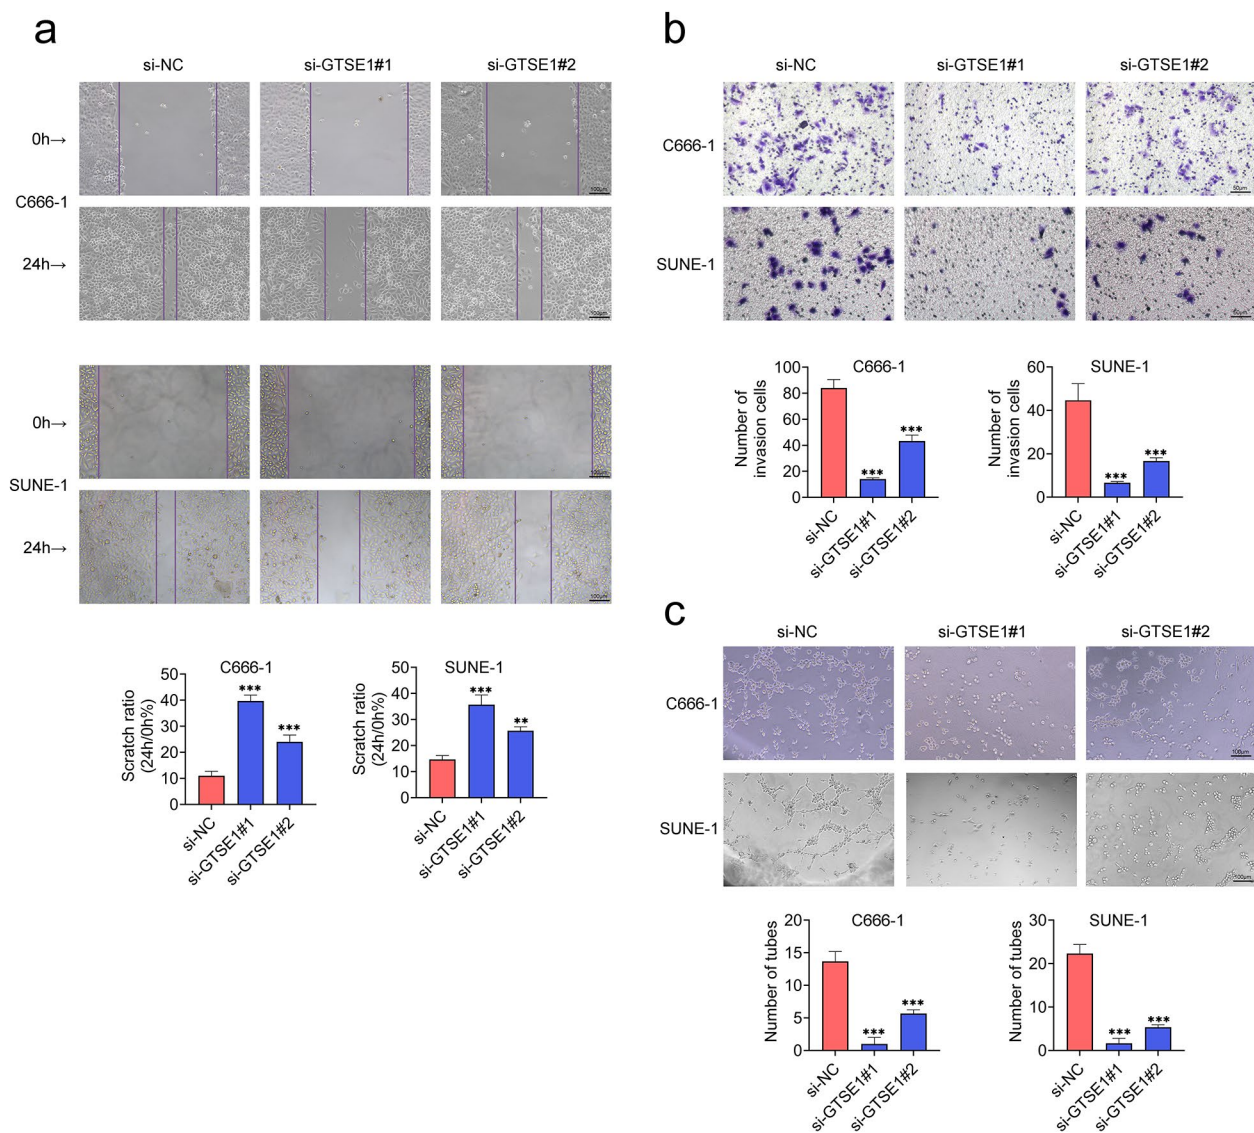 a
si-NC si-GTSE1#1 si-GTSE1#2
0h→
100μm
C666-1
24h→
100μm
0h→
100μm
SUNE-1
24h→
100μm
C666-1
Scratch ratio
(24h/0h%)
50
40
30
20
10
0
***
***
si-NC
si-GTSE1#1
si-GTSE1#2
SUNE-1
Scratch ratio
(24h/0h%)
50
40
30
20
10
0
***
**
si-NC
si-GTSE1#1
si-GTSE1#2
b
si-NC si-GTSE1#1 si-GTSE1#2
C666-1
50μm
SUNE-1
50μm
C666-1
Number of
invasion cells
100
80
60
40
20
0
***
***
si-NC
si-GTSE1#1
si-GTSE1#2
SUNE-1
Number of
invasion cells
60
40
20
0
***
***
si-NC
si-GTSE1#1
si-GTSE1#2
c
si-NC si-GTSE1#1 si-GTSE1#2
C666-1
100μm
SUNE-1
100μm
C666-1
Number of tubes
20
15
10
5
0
***
***
si-NC
si-GTSE1#1
si-GTSE1#2
SUNE-1
Number of tubes
30
20
10
0
***
***
si-NC
si-GTSE1#1
si-GTSE1#2